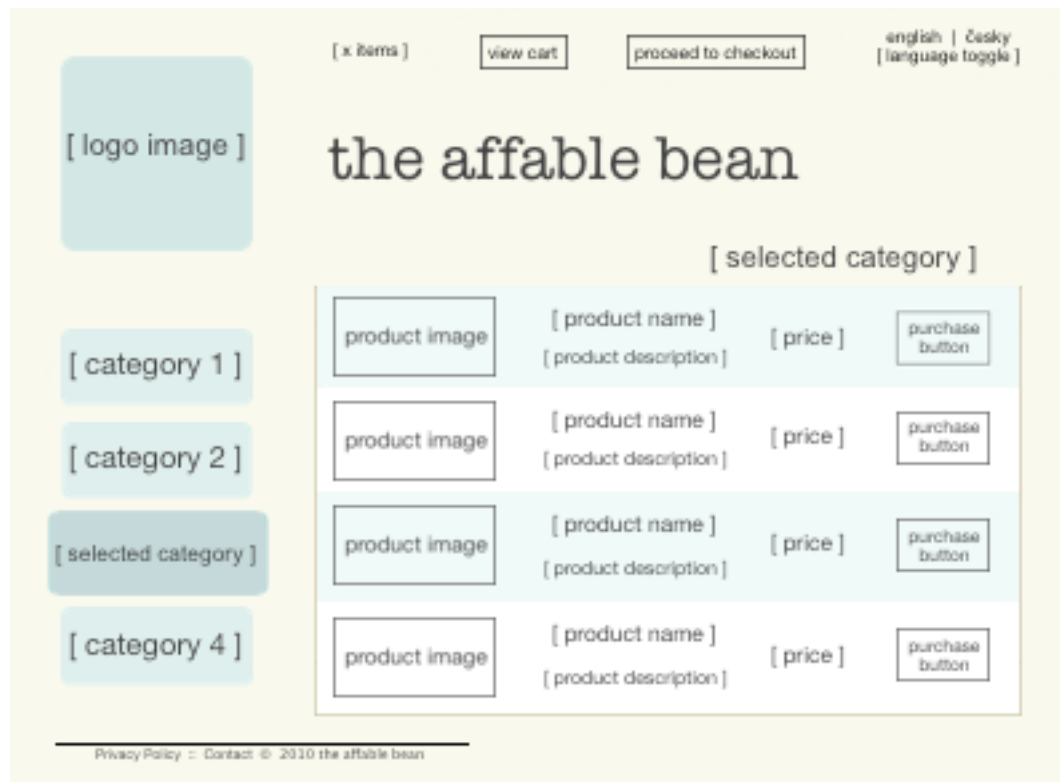 [ x items ]
view cart
proceed to checkout
english | česky
[ language toggle ]
[ logo image ]
the affable bean
[ selected category ]
[ category 1 ]
[ category 2 ]
[ selected category ]
[ category 4 ]
product image
[ product name ]
[ product description ]
[ price ]
purchase
button
product image
[ product name ]
[ product description ]
[ price ]
purchase
button
product image
[ product name ]
[ product description ]
[ price ]
purchase
button
product image
[ product name ]
[ product description ]
[ price ]
purchase
button
Privacy Policy :: Contact © 2010 the affable bean